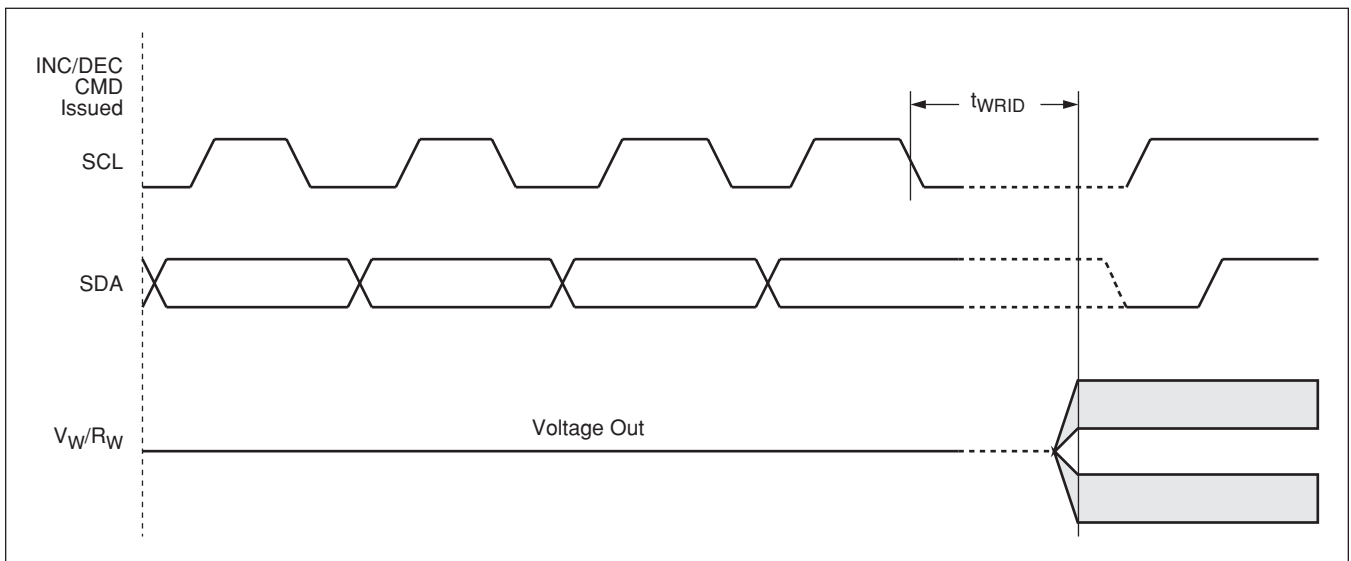 INC/DEC
CMD
Issued
tWRID
SCL
SDA
Voltage Out
VW/RW